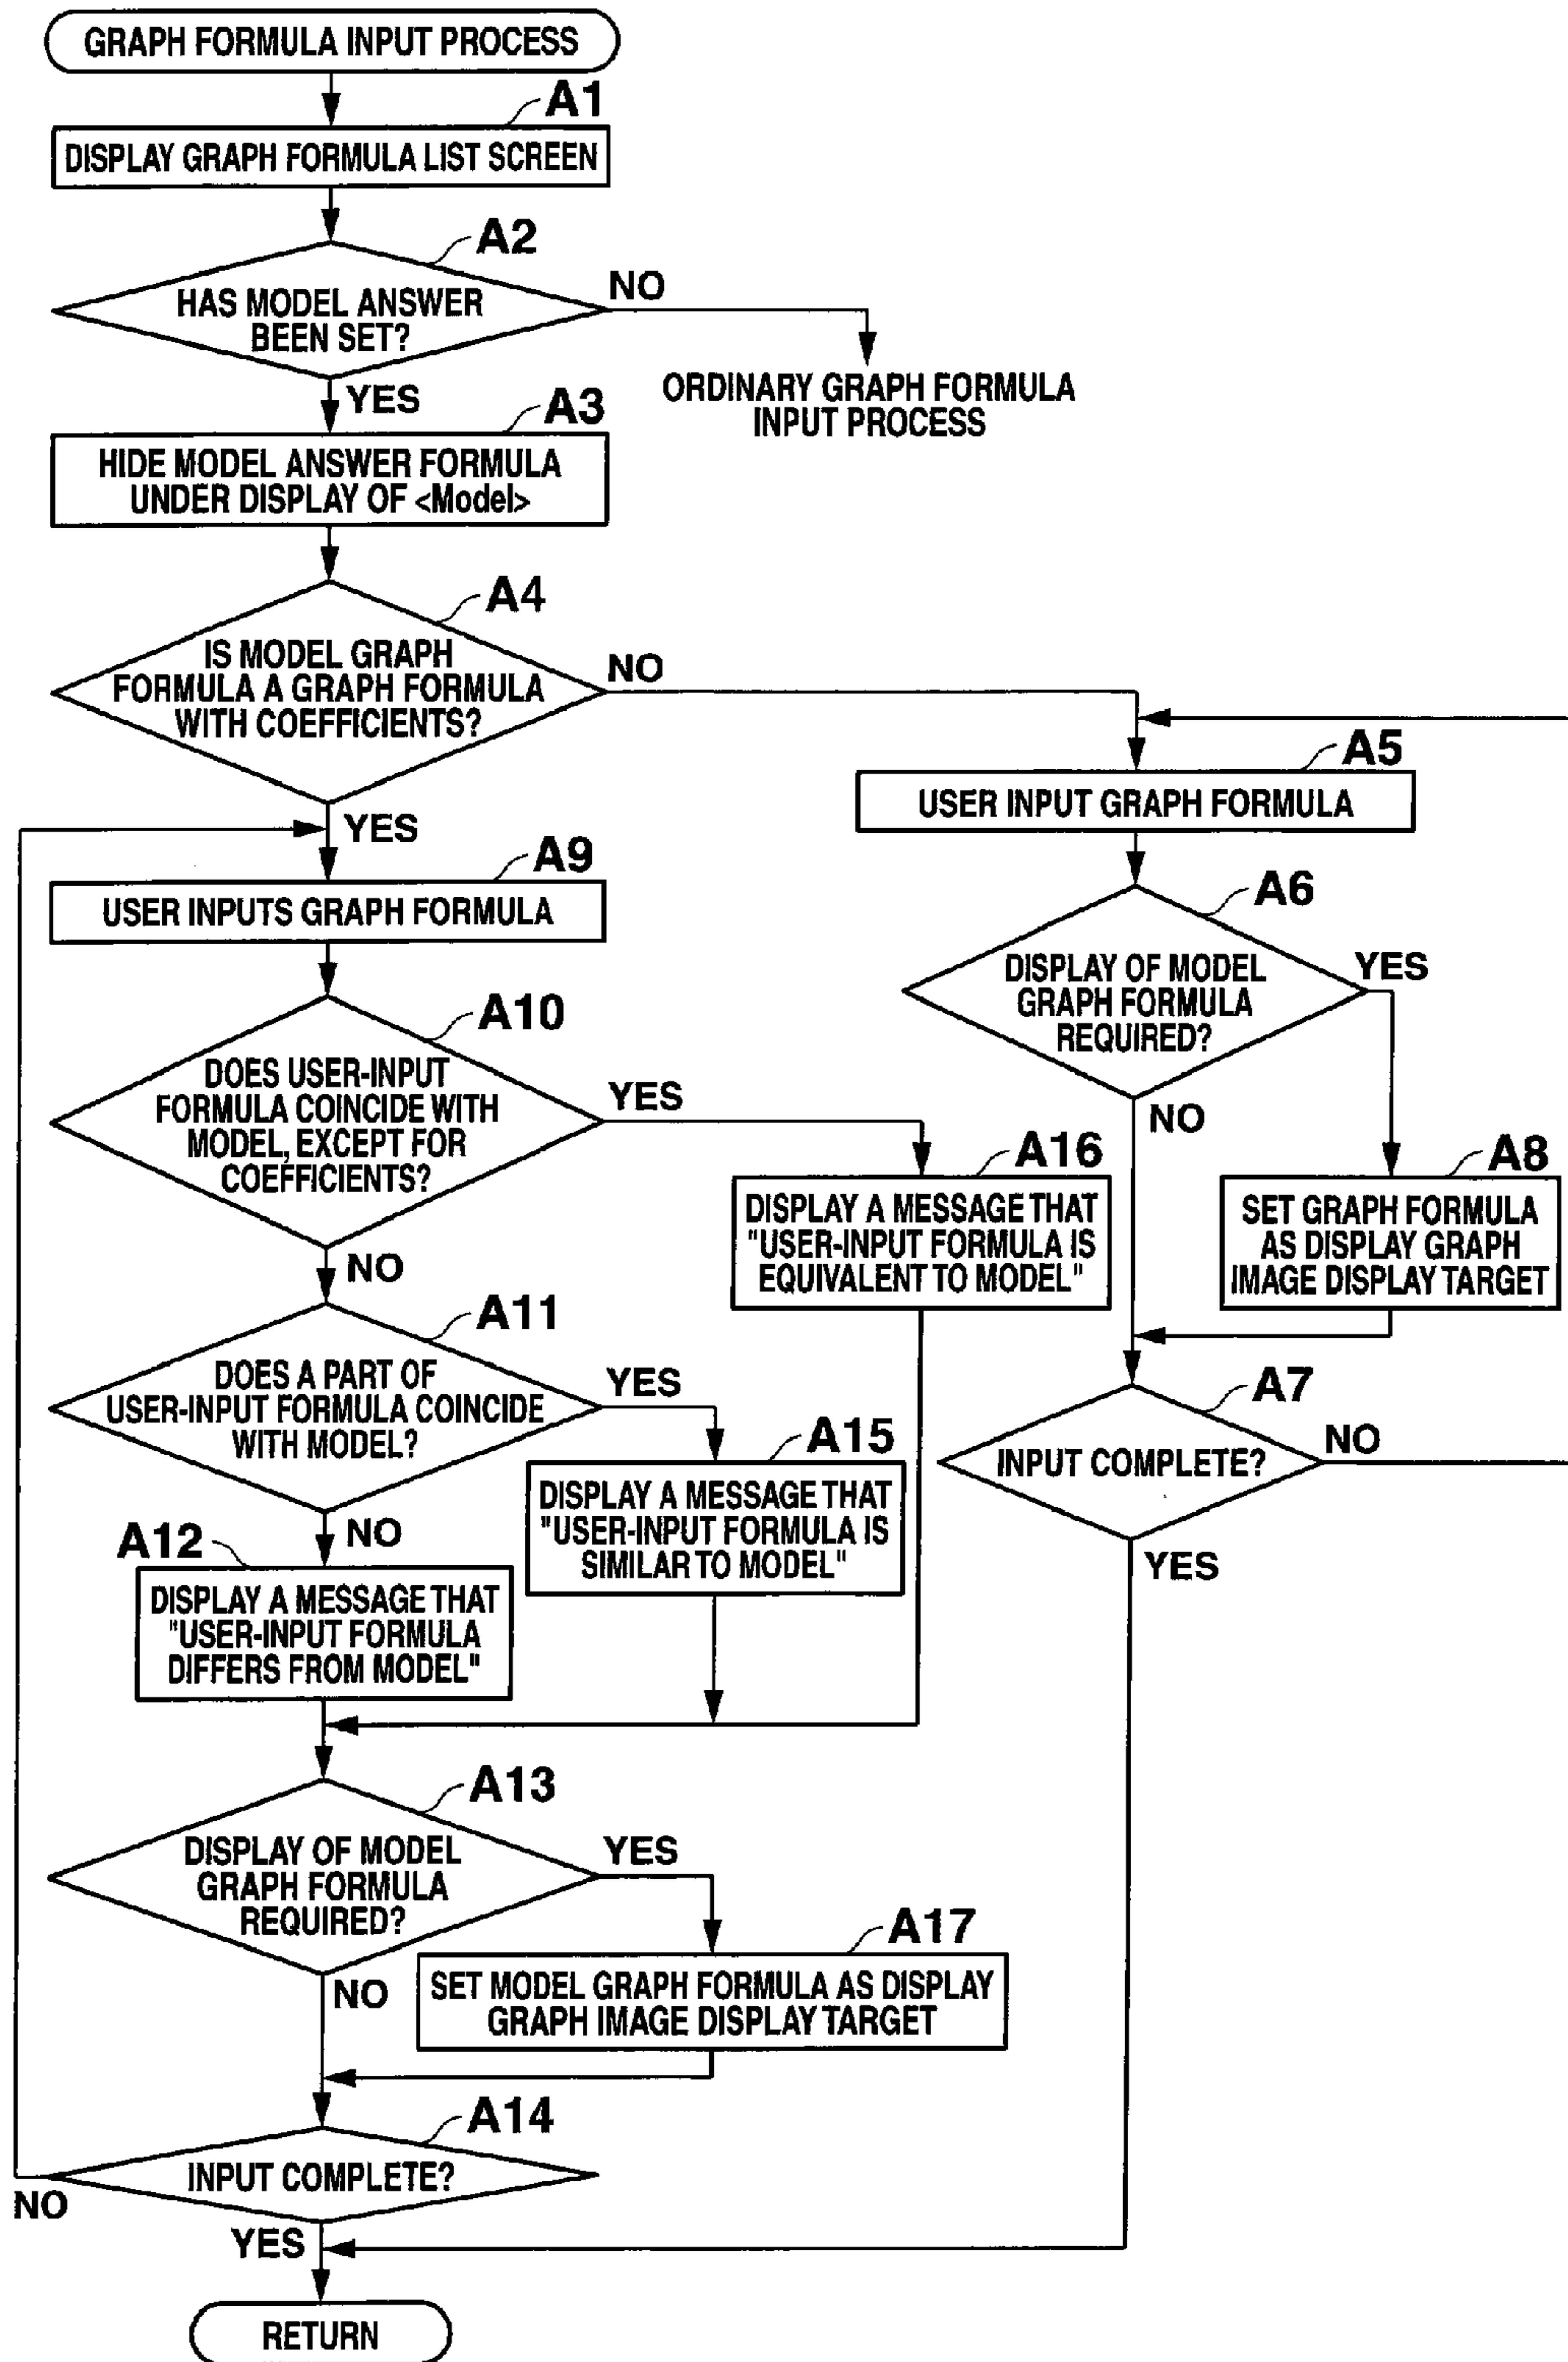 GRAPH FORMULA INPUT PROCESS
A1
DISPLAY GRAPH FORMULA LIST SCREEN
A2
HAS MODEL ANSWER
BEEN SET?
NO
ORDINARY GRAPH FORMULA
INPUT PROCESS
YES
A3
HIDE MODEL ANSWER FORMULA
UNDER DISPLAY OF <Model>
A4
IS MODEL GRAPH
FORMULA A GRAPH FORMULA
WITH COEFFICIENTS?
NO
YES
A5
USER INPUT GRAPH FORMULA
A6
DISPLAY OF MODEL
GRAPH FORMULA
REQUIRED?
YES
NO
A8
SET GRAPH FORMULA
AS DISPLAY GRAPH
IMAGE DISPLAY TARGET
A7
INPUT COMPLETE?
NO
YES
A9
USER INPUTS GRAPH FORMULA
A10
DOES USER-INPUT
FORMULA COINCIDE WITH
MODEL, EXCEPT FOR
COEFFICIENTS?
YES
NO
A16
DISPLAY A MESSAGE THAT
"USER-INPUT FORMULA IS
EQUIVALENT TO MODEL"
A11
DOES A PART OF
USER-INPUT FORMULA COINCIDE
WITH MODEL?
YES
NO
A15
DISPLAY A MESSAGE THAT
"USER-INPUT FORMULA IS
SIMILAR TO MODEL"
A12
DISPLAY A MESSAGE THAT
"USER-INPUT FORMULA
DIFFERS FROM MODEL"
A13
DISPLAY OF MODEL
GRAPH FORMULA
REQUIRED?
YES
NO
A17
SET MODEL GRAPH FORMULA AS DISPLAY
GRAPH IMAGE DISPLAY TARGET
A14
INPUT COMPLETE?
NO
YES
RETURN